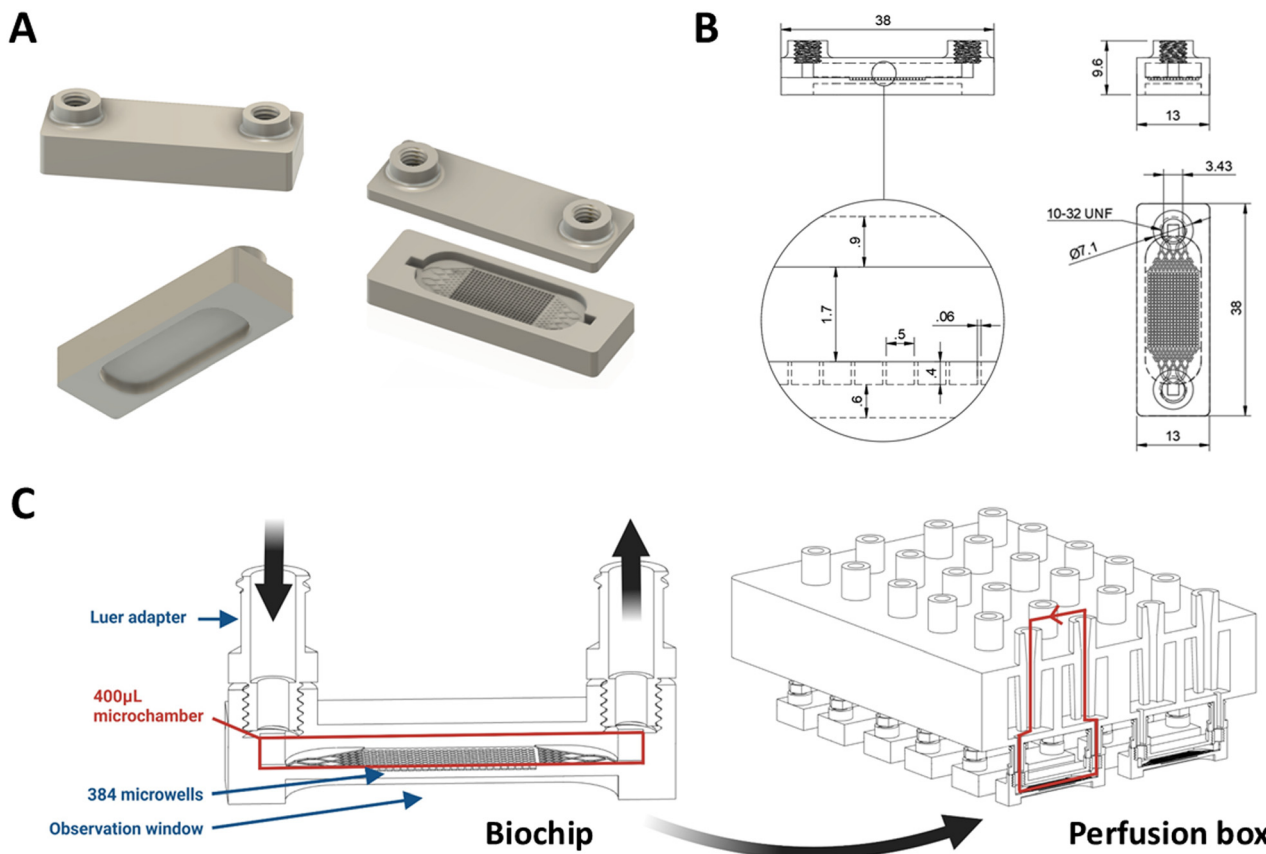 A
B
38
9.6
13
3.43
10-32 UNF
Ø7.1
38
13
.9
1.7
.06
.5
.4
.6
C
Luer adapter
400µL
microchamber
384 microwells
Observation window
Biochip
Perfusion box